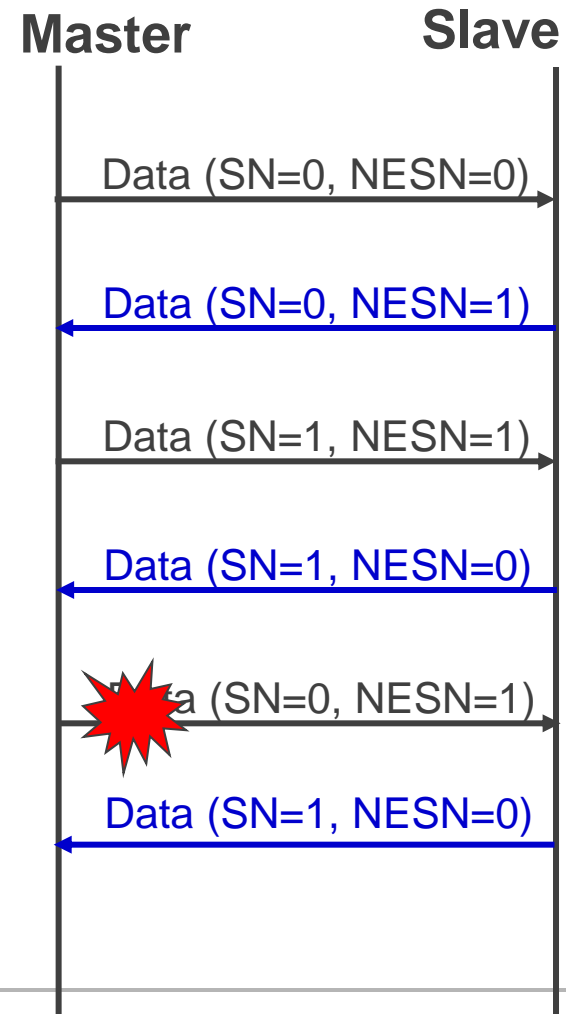 Master Slave
Data (SN=0, NESN=0)
Data (SN=0, NESN=1)
Data (SN=1, NESN=1)
Data (SN=1, NESN=0)
(SN=0, NESN=1)
Data (SN=1, NESN=0)